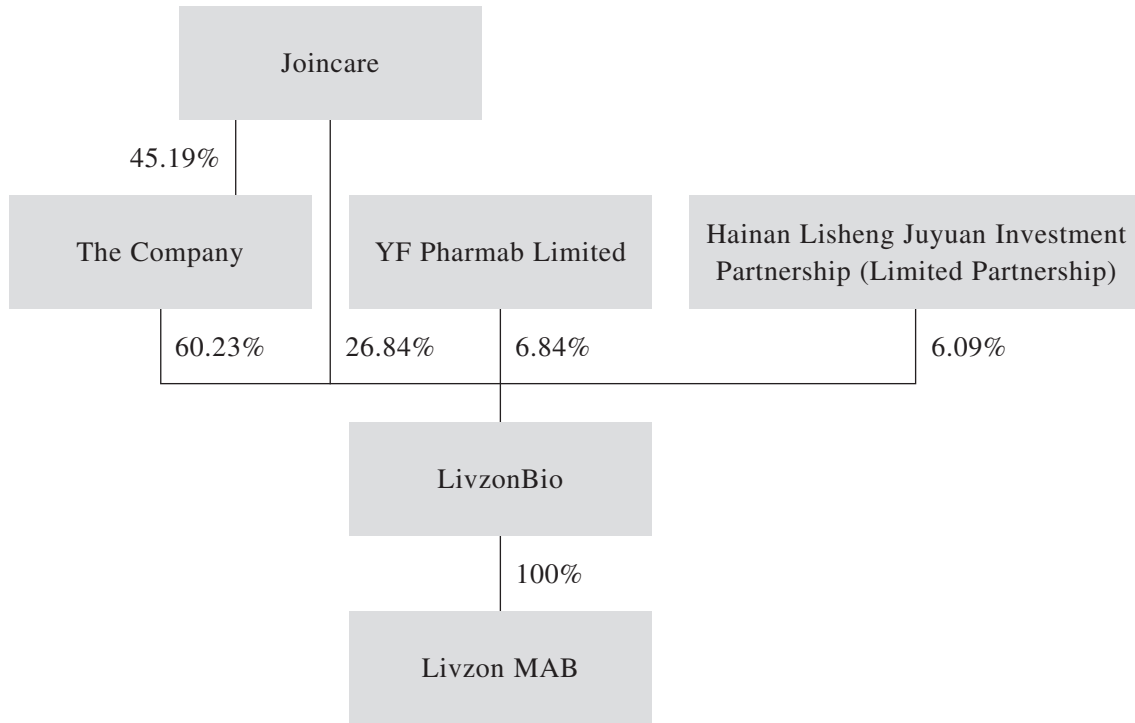 Joincare
45.19%
The Company
YF Pharmab Limited
Hainan Lisheng Juyuan Investment
Partnership (Limited Partnership)
60.23%
26.84%
6.84%
6.09%
LivzonBio
100%
Livzon MAB